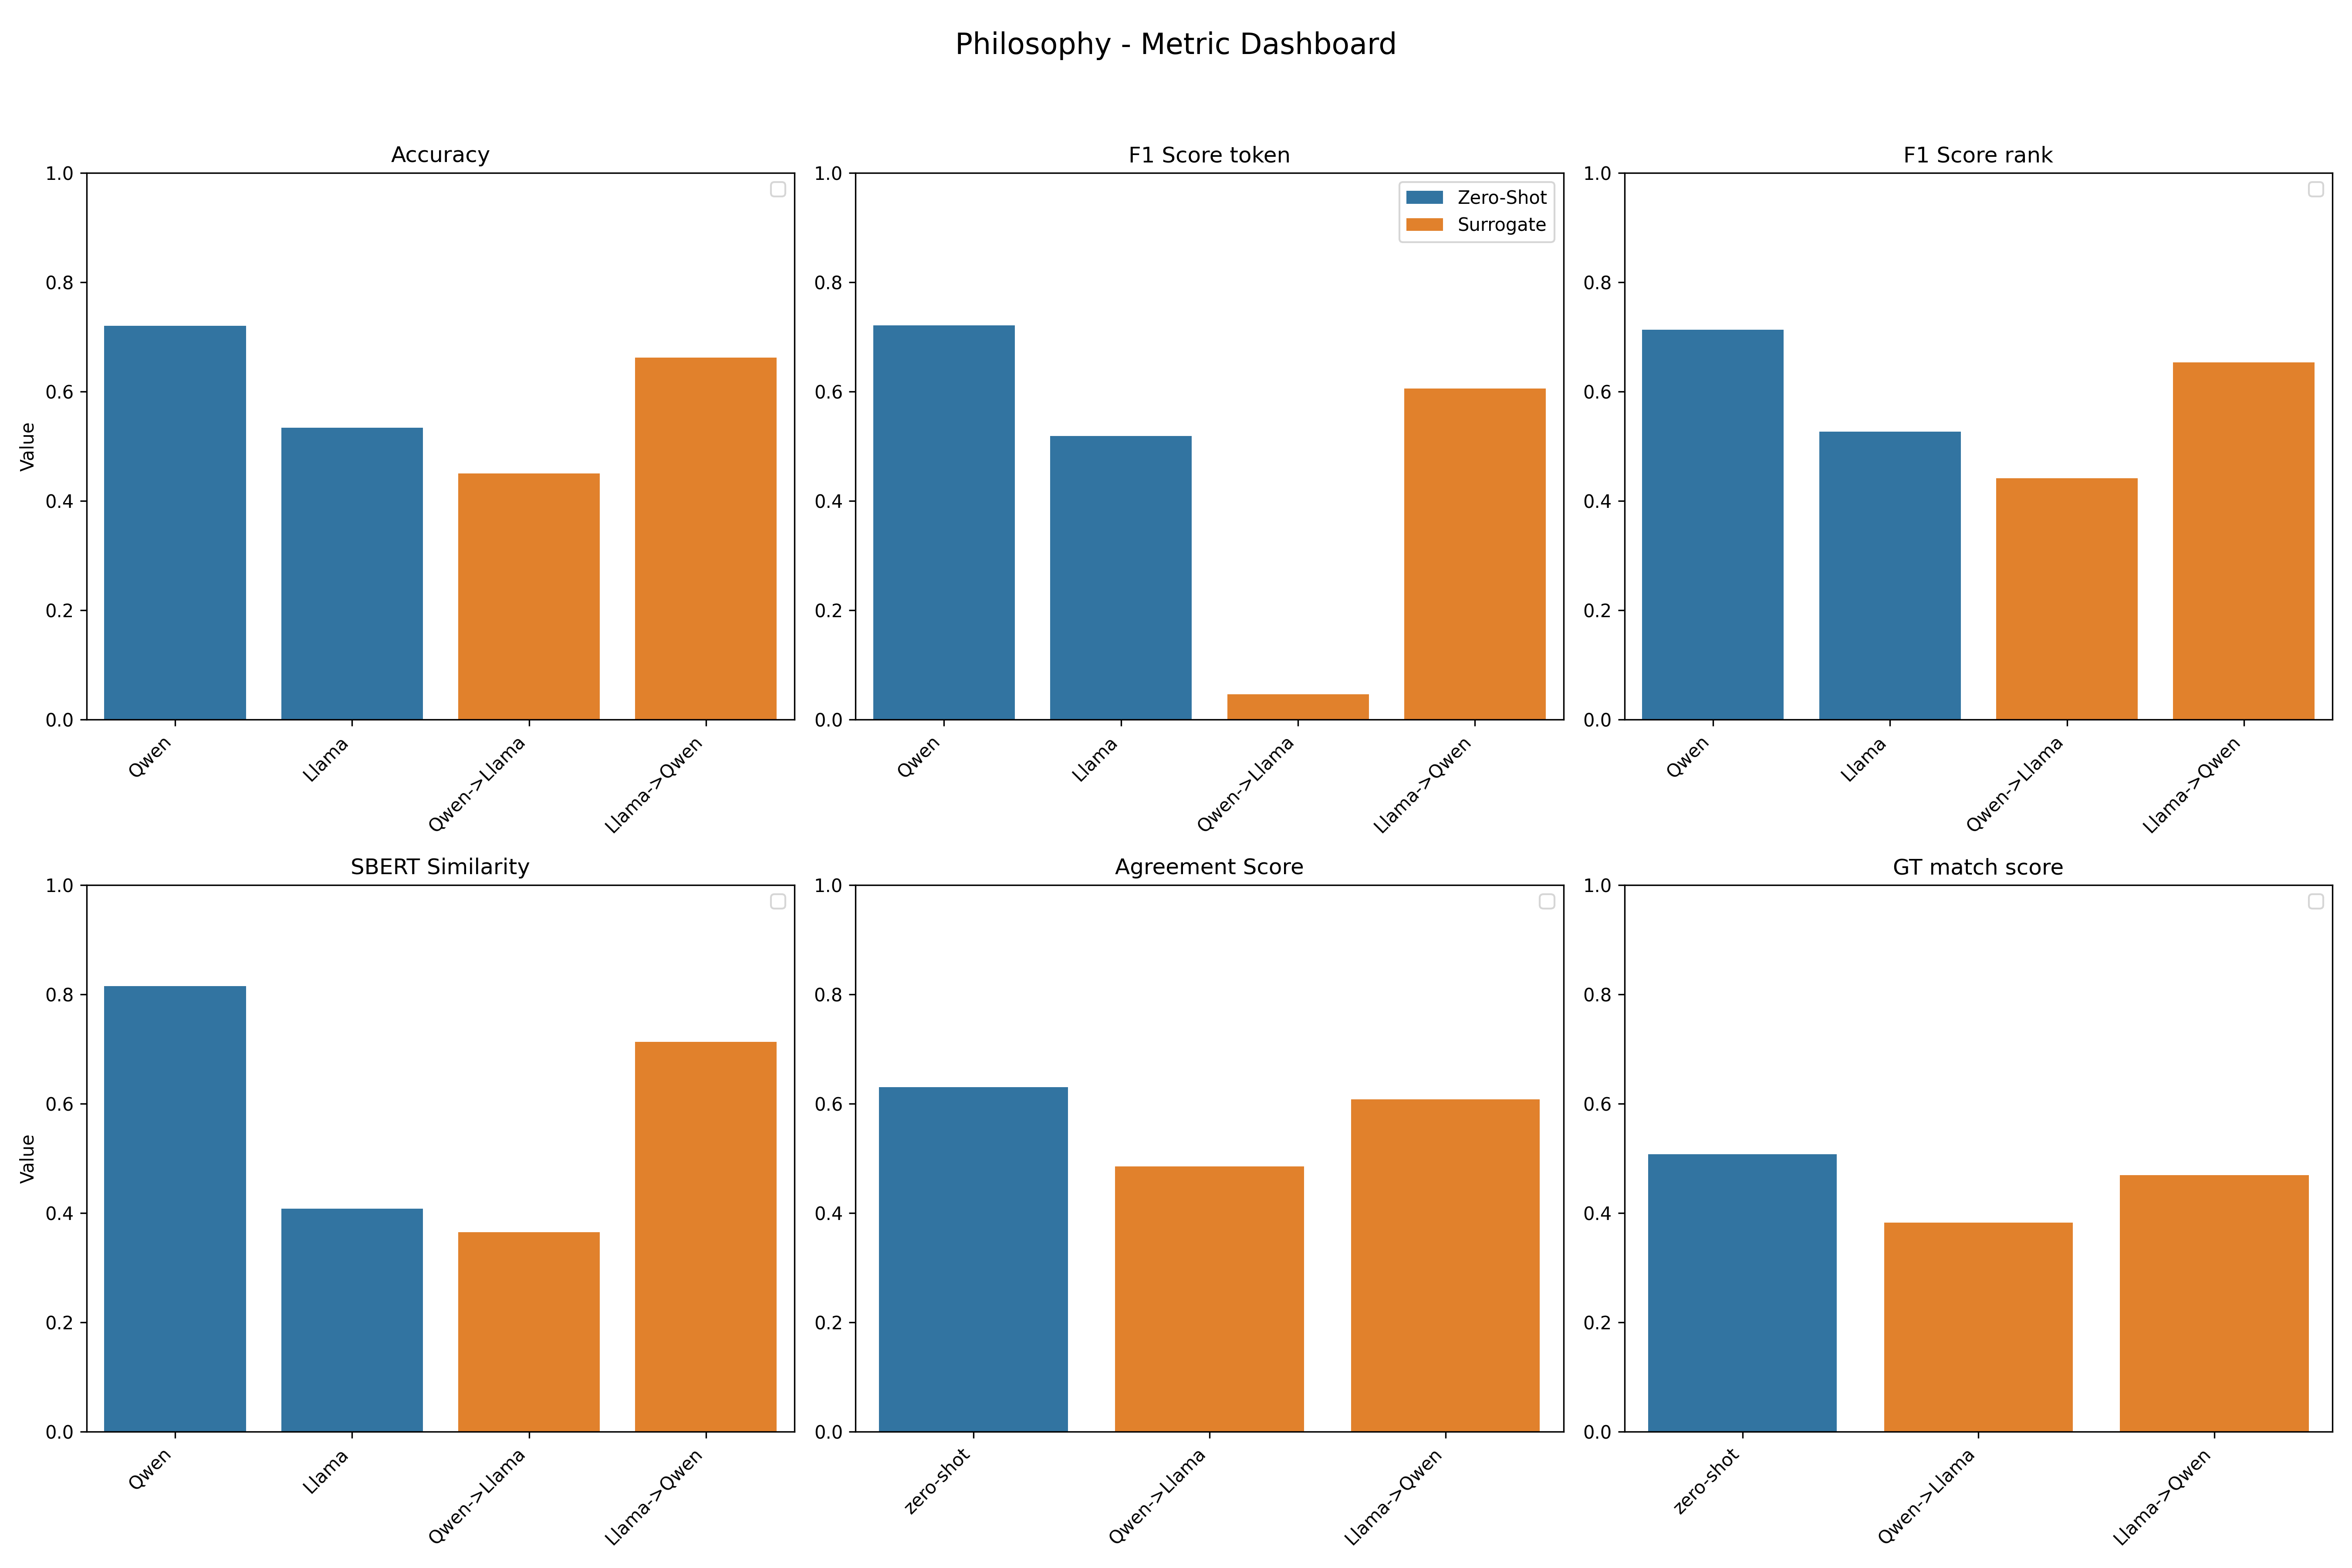 Philosophy - Metric Dashboard
Accuracy
Value
1.0
0.8
0.6
0.4
0.2
0.0
Qwen
Llama
Qwen->Llama
Llama->Qwen
F1 Score token
1.0
0.8
0.6
0.4
0.2
0.0
Zero-Shot
Surrogate
Qwen
Llama
Qwen->Llama
Llama->Qwen
F1 Score rank
1.0
0.8
0.6
0.4
0.2
0.0
Qwen
Llama
Qwen->Llama
Llama->Qwen
SBERT Similarity
Value
1.0
0.8
0.6
0.4
0.2
0.0
Qwen
Llama
Qwen->Llama
Llama->Qwen
Agreement Score
1.0
0.8
0.6
0.4
0.2
0.0
zero-shot
Qwen->Llama
Llama->Qwen
GT match score
1.0
0.8
0.6
0.4
0.2
0.0
zero-shot
Qwen->Llama
Llama->Qwen